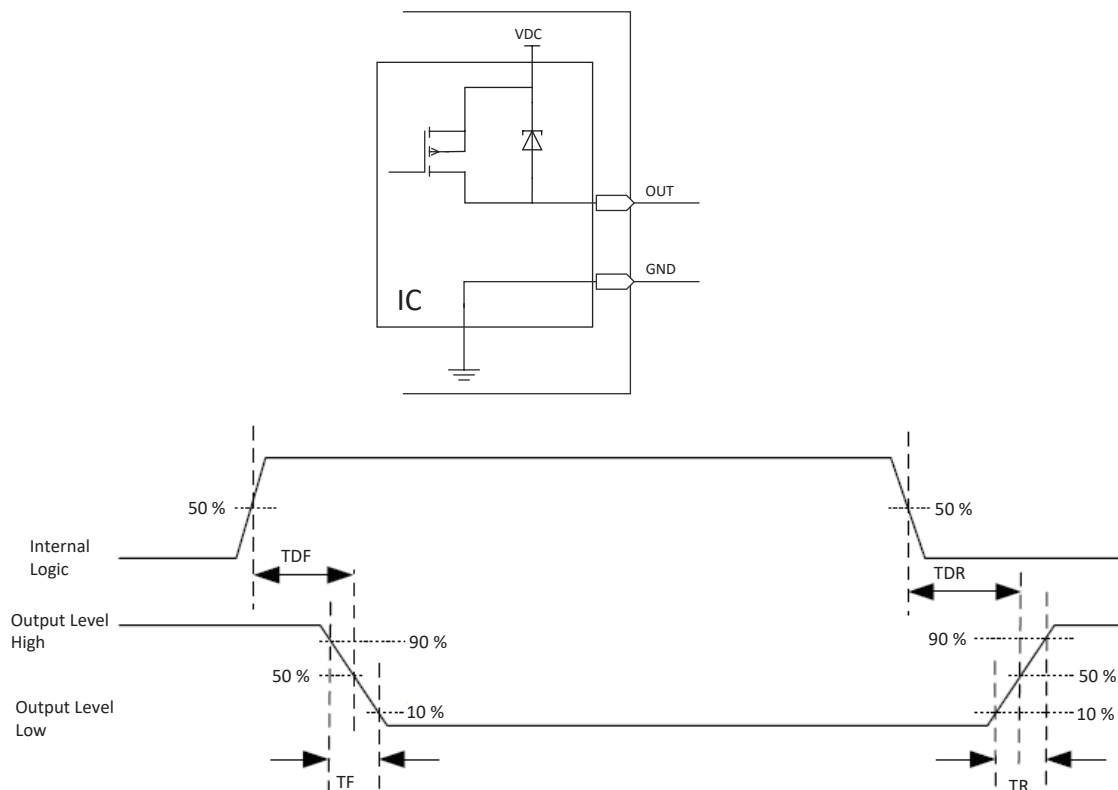 VDC
OUT
GND
IC
50 %
50 %
Internal
Logic
TDF
TDR
Output Level
High
90 %
90 %
50 %
50 %
Output Level
Low
10 %
10 %
TF
TR